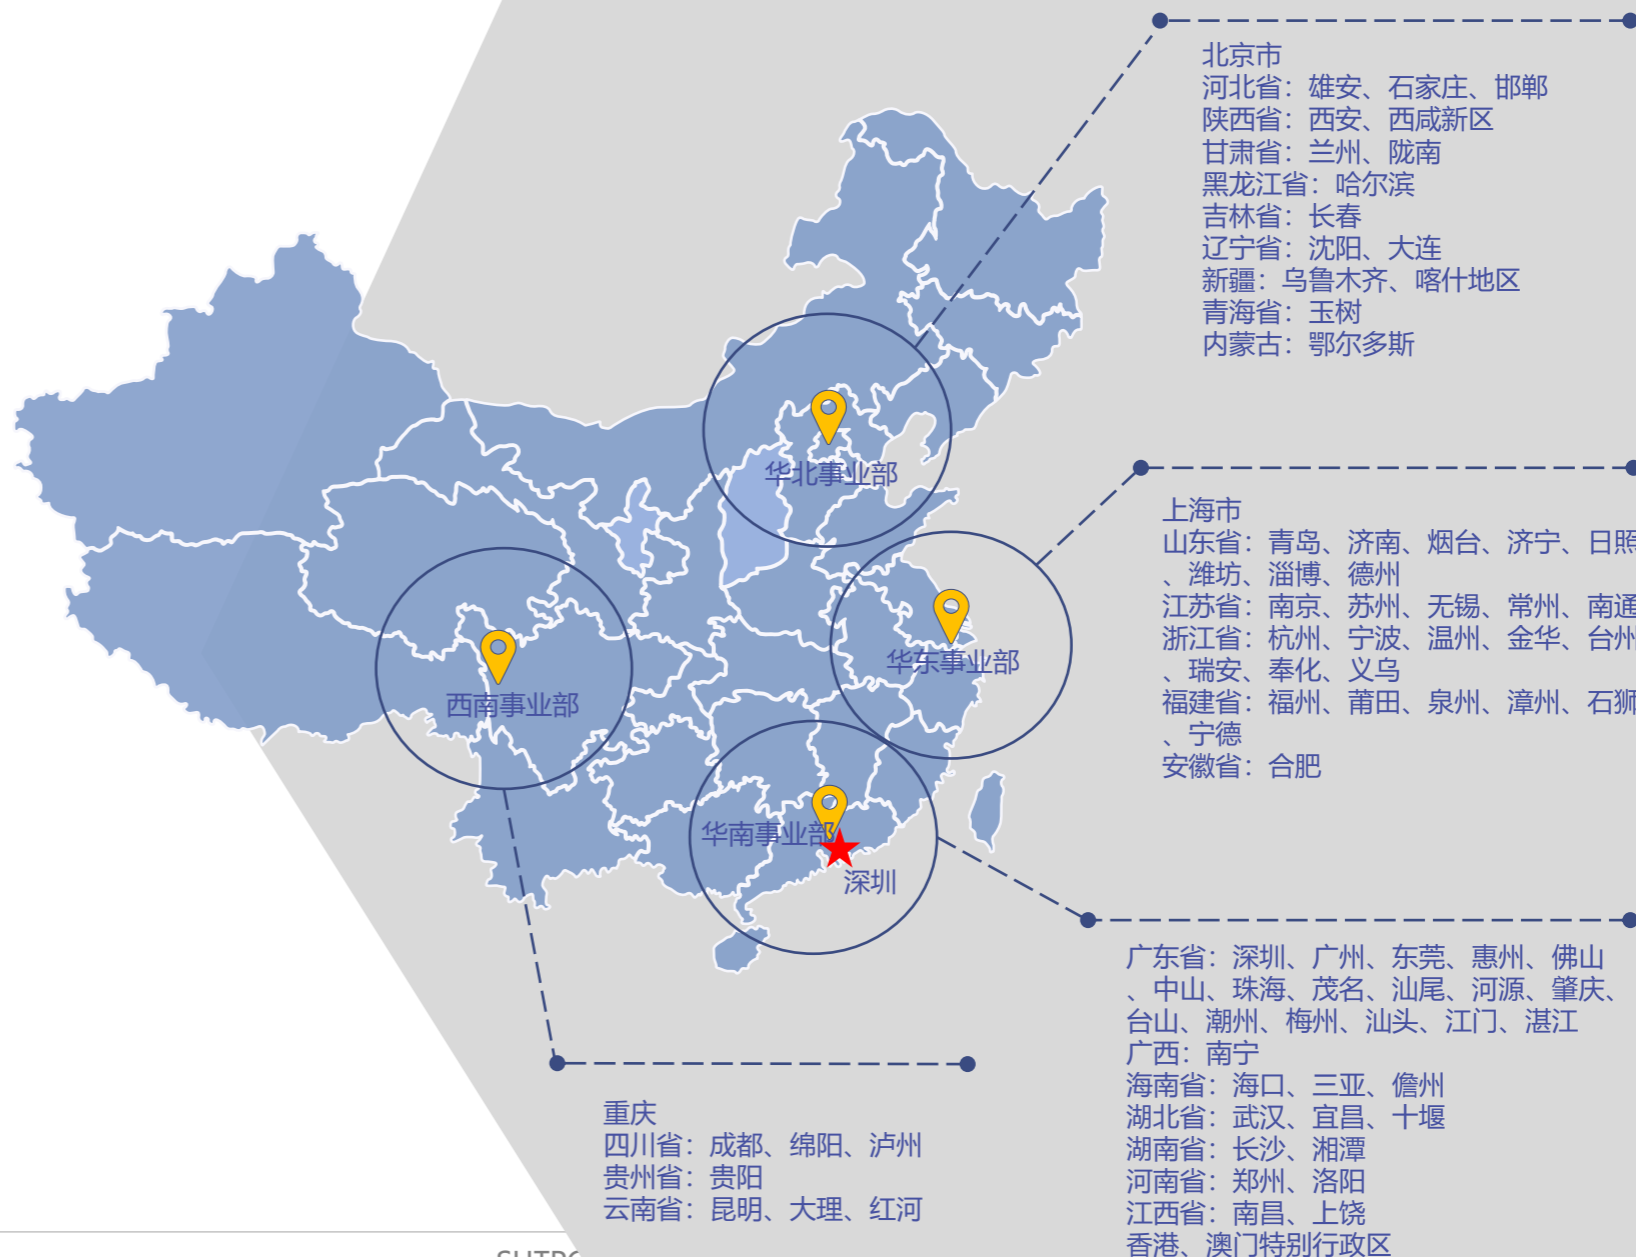 北京市
河北省：雄安、石家庄、邯郸
陕西省：西安、西咸新区
甘肃省：兰州、陇南
黑龙江省：哈尔滨
吉林省：长春
辽宁省：沈阳、大连
新疆：乌鲁木齐、喀什地区
青海省：玉树
内蒙古：鄂尔多斯
华北事业部
上海市
山东省：青岛、济南、烟台、济宁、日照
、潍坊、淄博、德州
江苏省：南京、苏州、无锡、常州、南通
浙江省：杭州、宁波、温州、金华、台州
、瑞安、奉化、义乌
福建省：福州、莆田、泉州、漳州、石狮
、宁德
安徽省：合肥
华东事业部
西南事业部
华南事业部
深圳
广东省：深圳、广州、东莞、惠州、佛山
、中山、珠海、茂名、汕尾、河源、肇庆、
台山、潮州、梅州、汕头、江门、湛江
广西：南宁
海南省：海口、三亚、儋州
湖北省：武汉、宜昌、十堰
湖南省：长沙、湘潭
河南省：郑州、洛阳
江西省：南昌、上饶
香港、澳门特别行政区
重庆
四川省：成都、绵阳、泸州
贵州省：贵阳
云南省：昆明、大理、红河